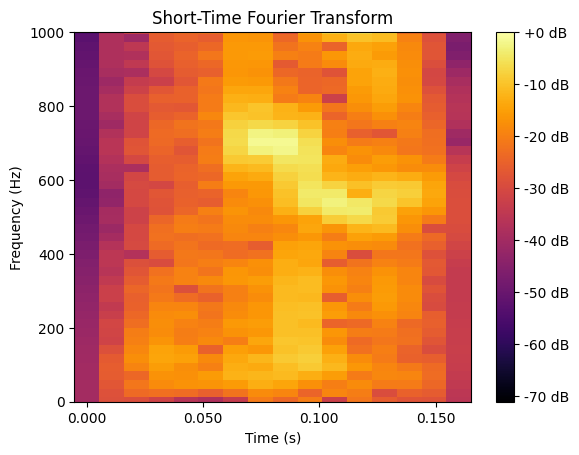 Short-Time Fourier Transform
Frequency (Hz)
1000
800
600
400
200
0
0.000
0.050
0.100
0.150
Time (s)
+0 dB
-10 dB
-20 dB
-30 dB
-40 dB
-50 dB
-60 dB
-70 dB